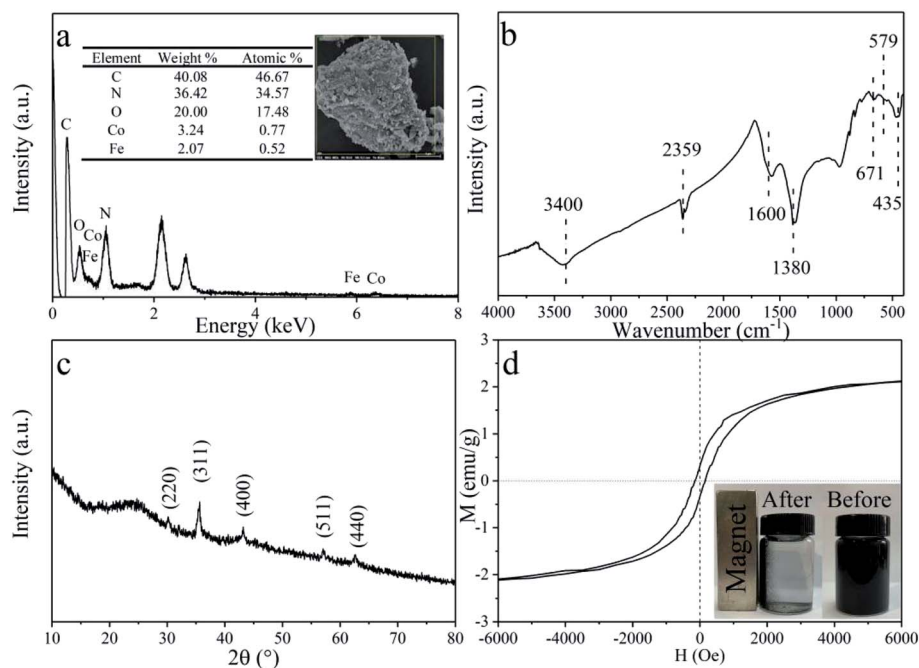 a
Element Weight % Atomic %
C 40.08 46.67
N 36.42 34.57
O 20.00 17.48
Co 3.24 0.77
Fe 2.07 0.52
C
O
Co
Fe
N
Fe Co
Intensity (a.u.)
0 2 4 6 8
Energy (keV)
b
3400
2359
1600
1380
671
579
435
Intensity (a.u.)
4000 3500 3000 2500 2000 1500 1000 500
Wavenumber (cm⁻¹)
c
(220)
(311)
(400)
(511)
(440)
Intensity (a.u.)
10 20 30 40 50 60 70 80
2θ (°)
d
3
2
1
0
-1
-2
-3
M (emu/g)
Magnet
After Before
-6000 -4000 -2000 0 2000 4000 6000
H (Oe)